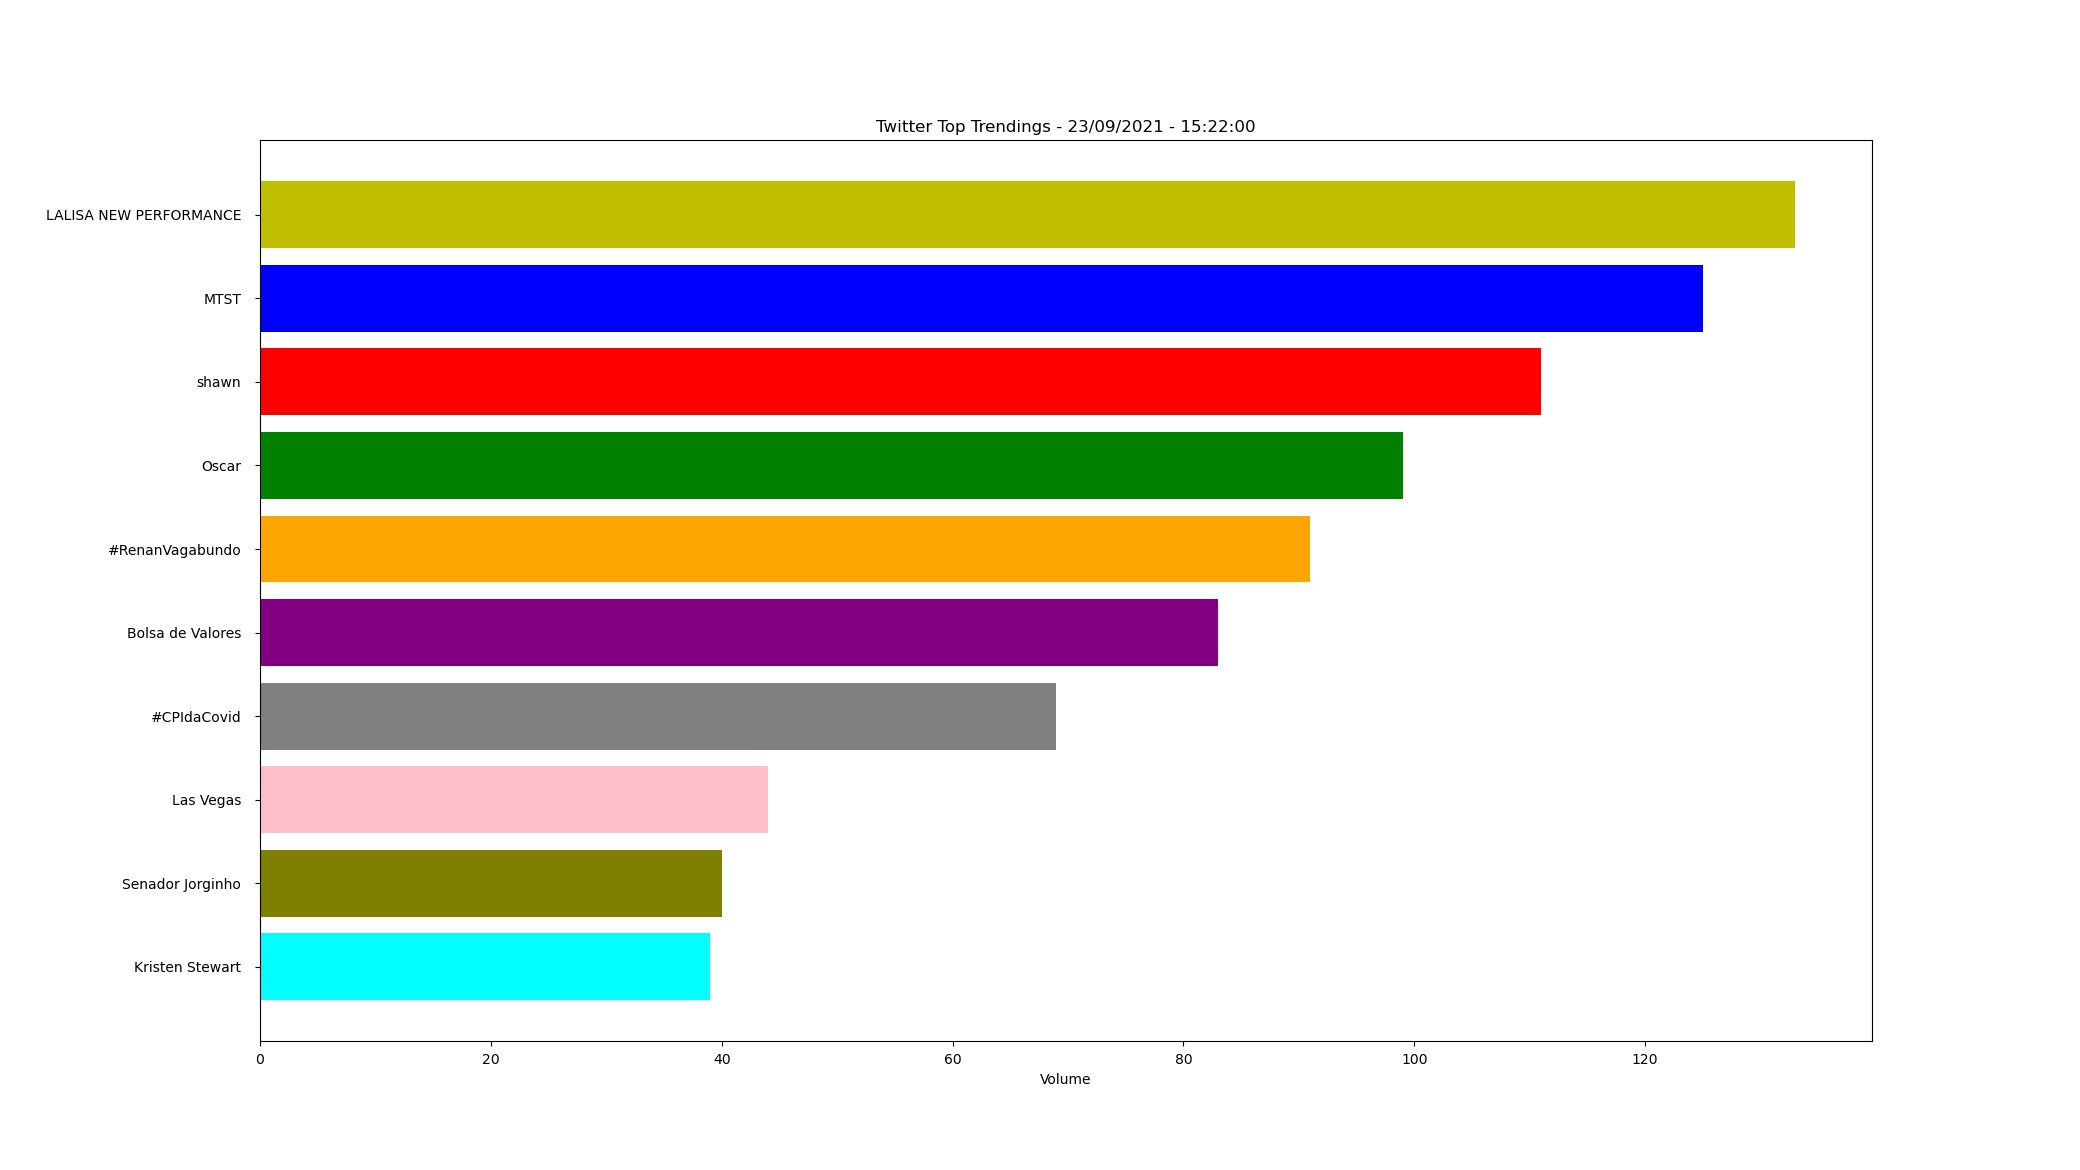 Twitter Top Trendings - 23/09/2021 - 15:22:00
LALISA NEW PERFORMANCE
MTST
shawn
Oscar
#RenanVagabundo
Bolsa de Valores
#CPIdaCovid
Las Vegas
Senador Jorginho
Kristen Stewart
0 20 40 60 80 100 120
Volume